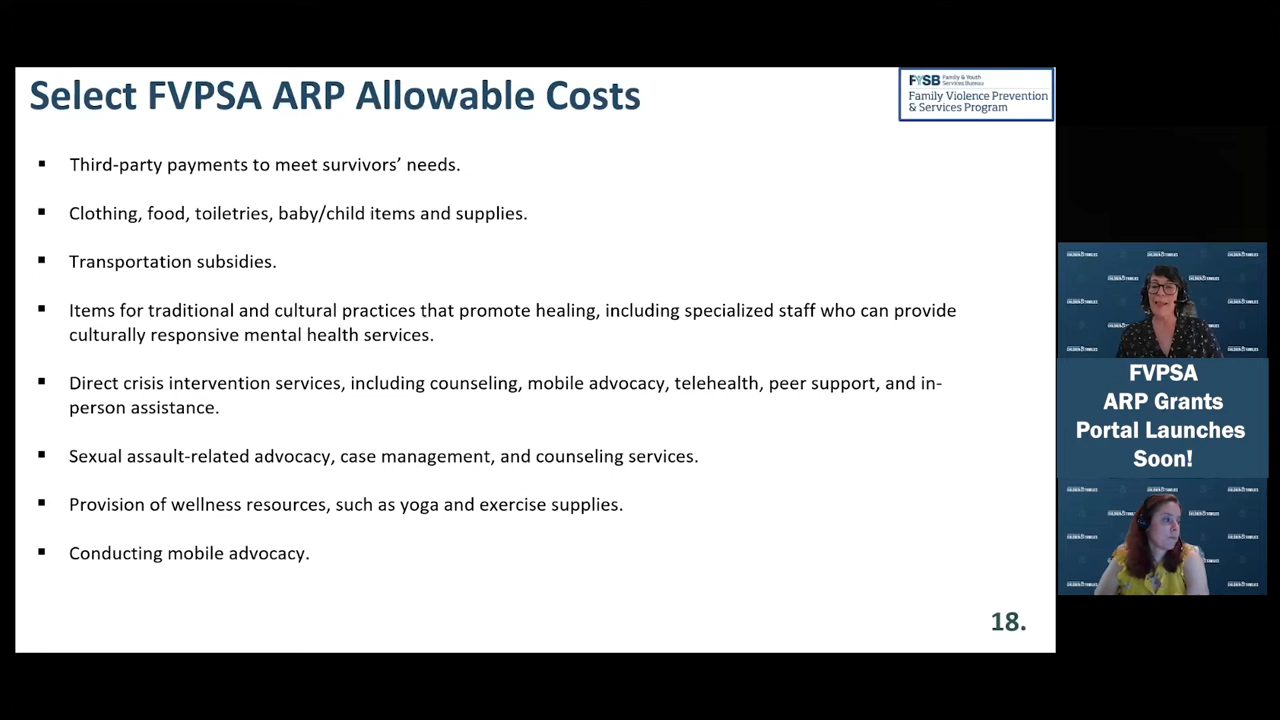 Select FVPSA ARP Allowable Costs
FYSB Family & Youth
Services Bureau
Family Violence Prevention
& Services Program
▪ Third-party payments to meet survivors’ needs.
▪ Clothing, food, toiletries, baby/child items and supplies.
▪ Transportation subsidies.
▪ Items for traditional and cultural practices that promote healing, including specialized staff who can provide
culturally responsive mental health services.
▪ Direct crisis intervention services, including counseling, mobile advocacy, telehealth, peer support, and in-
person assistance.
▪ Sexual assault-related advocacy, case management, and counseling services.
▪ Provision of wellness resources, such as yoga and exercise supplies.
▪ Conducting mobile advocacy.
18.
FVPSA
ARP Grants
Portal Launches
Soon!